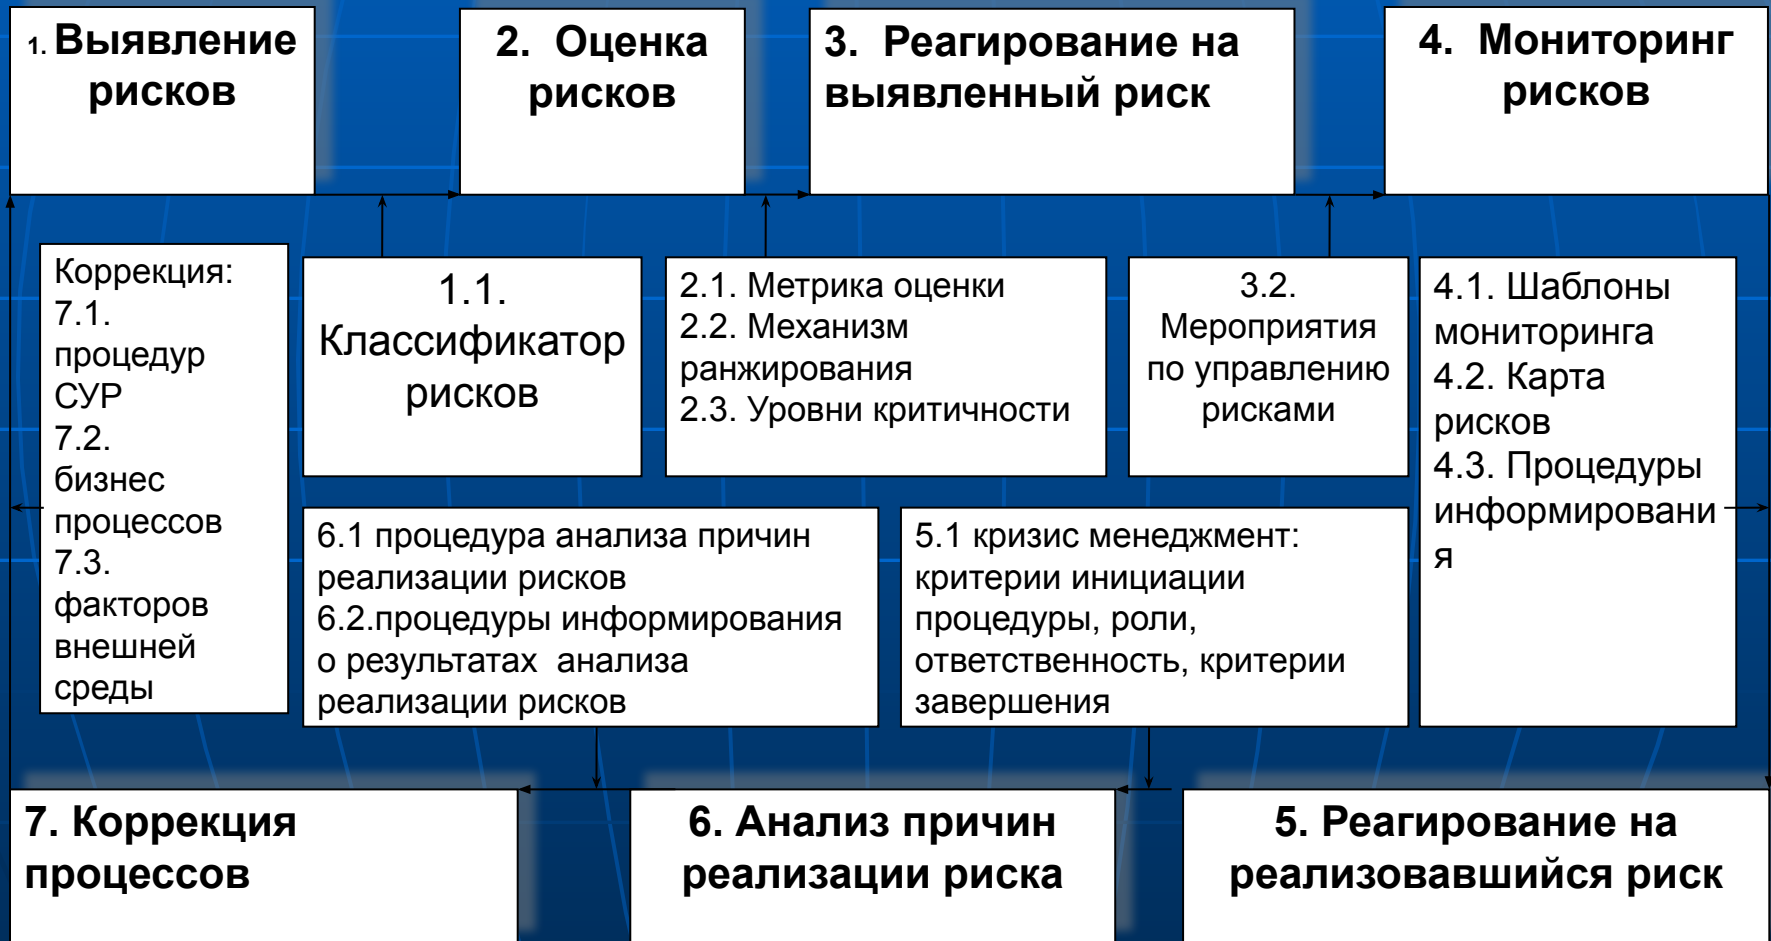 1. Выявление
рисков
2. Оценка
рисков
3. Реагирование на
выявленный риск
4. Мониторинг
рисков
Коррекция:
7.1.
процедур
СУР
7.2.
бизнес
процессов
7.3.
факторов
внешней
среды
1.1.
Классификатор
рисков
2.1. Метрика оценки
2.2. Механизм
ранжирования
2.3. Уровни критичности
3.2.
Мероприятия
по управлению
рисками
4.1. Шаблоны
мониторинга
4.2. Карта
рисков
4.3. Процедуры
информировани
я
6.1 процедура анализа причин
реализации рисков
6.2.процедуры информирования
о результатах анализа
реализации рисков
5.1 кризис менеджмент:
критерии инициации
процедуры, роли,
ответственность, критерии
завершения
7. Коррекция
процессов
6. Анализ причин
реализации риска
5. Реагирование на
реализовавшийся риск